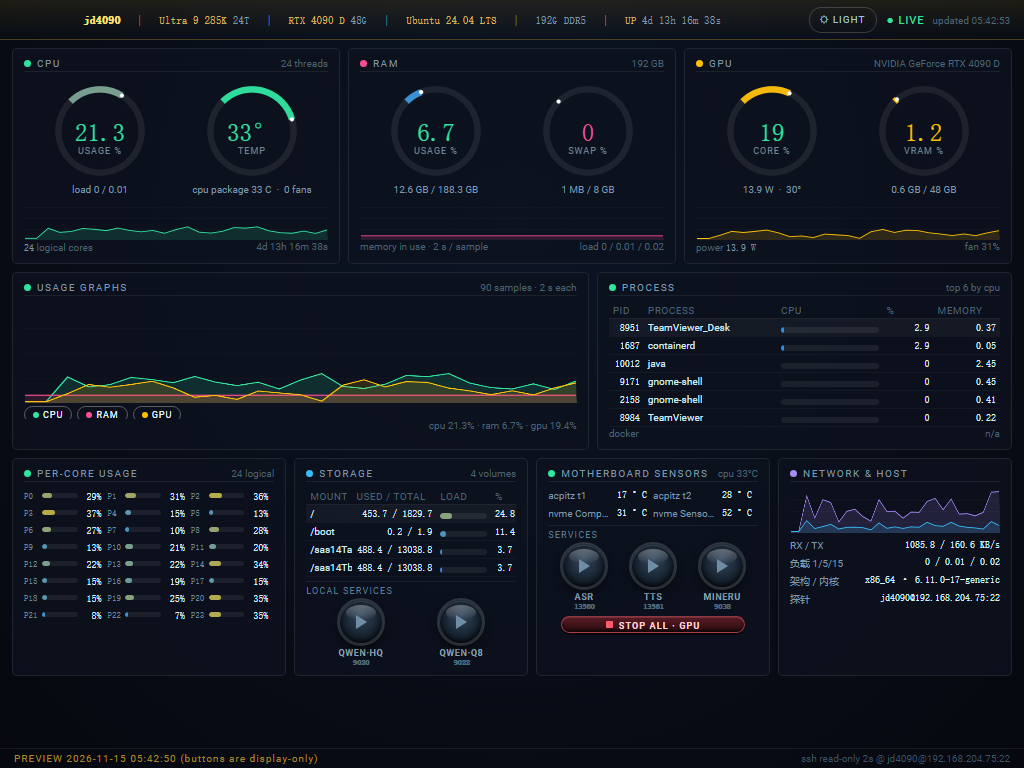 jd4090 | Ultra 9 285K 24T | RTX 4090 D 48G | Ubuntu 24.04 LTS | 192G DDR5 | UP 4d 13h 16m 38s LIGHT LIVE updated 05:42:53
CPU 24 threads
21.3 33°
USAGE % TEMP
load 0 / 0.01 cpu package 33 C · 0 fans
24 logical cores 4d 13h 16m 38s
RAM 192 GB
6.7 0
USAGE % SWAP %
12.6 GB / 188.3 GB 1 MB / 8 GB
memory in use · 2 s / sample load 0 / 0.01 / 0.02
GPU NVIDIA GeForce RTX 4090 D
19 1.2
CORE % VRAM %
13.9 W · 30° 0.6 GB / 48 GB
power 13.9 W fan 31%
USAGE GRAPHS 90 samples · 2 s each
CPU RAM GPU
cpu 21.3% · ram 6.7% · gpu 19.4%
PROCESS top 6 by cpu
PID PROCESS CPU % MEMORY
8951 TeamViewer_Desk 2.9 0.37
1687 containerd 2.9 0.05
10012 java 0 2.45
9171 gnome-shell 0 0.45
2158 gnome-shell 0 0.41
8984 TeamViewer 0 0.22
docker n/a
PER-CORE USAGE 24 logical
P0 29% P1 31% P2 36%
P3 37% P4 15% P5 13%
P6 27% P7 10% P8 28%
P9 13% P10 21% P11 20%
P12 22% P13 22% P14 34%
P15 15% P16 19% P17 15%
P18 15% P19 25% P20 35%
P21 8% P22 7% P23 35%
STORAGE 4 volumes
MOUNT USED / TOTAL LOAD %
/ 453.7 / 1829.7 24.8
/boot 0.2 / 1.9 11.4
/sas14Ta 488.4 / 13038.8 3.7
/sas14Tb 488.4 / 13038.8 3.7
LOCAL SERVICES
QWEN·HQ QWEN·Q8
9080 9088
MOTHERBOARD SENSORS cpu 33°C
acpitz t1 17 ° C acpitz t2 28 ° C
nvme Comp... 31 ° C nvme Senso... 52 ° C
SERVICES
ASR TTS MINERU
13560 13561 9038
STOP ALL · GPU
NETWORK & HOST
RX / TX 1085.8 / 160.6 KB/s
负载 1/5/15 0 / 0.01 / 0.02
架构 / 内核 x86_64 · 6.11.0-17-generic
探针 jd4090@192.168.204.75:22
PREVIEW 2026-11-15 05:42:50 (buttons are display-only) ssh read-only 2s @ jd4090@192.168.204.75:22